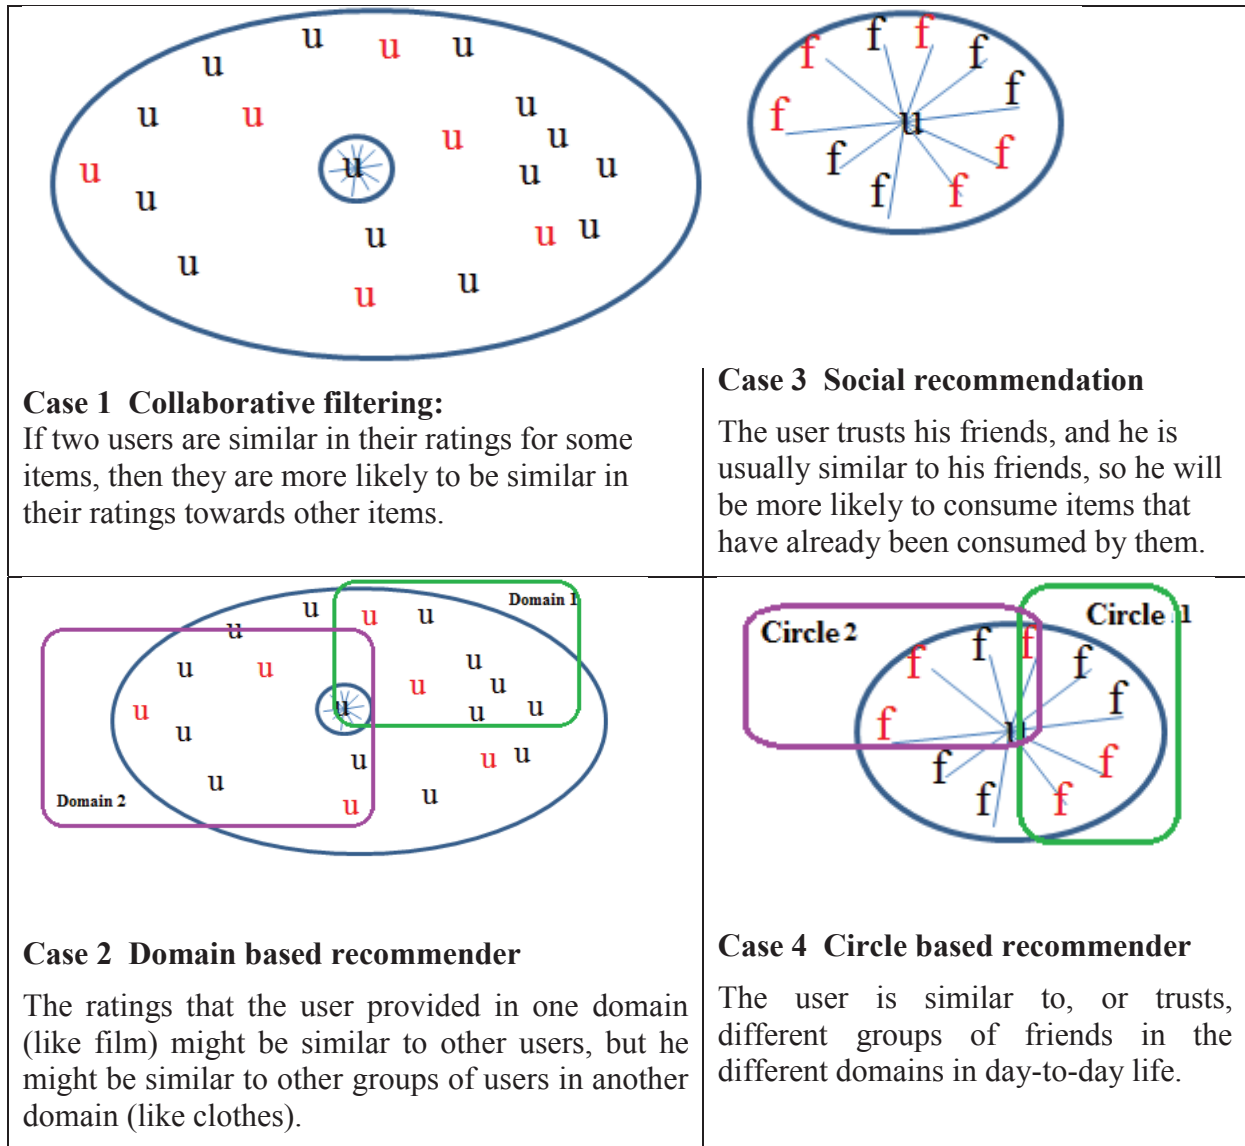 u u u
u
u
u u u u
u u u u
u
u u u
u
u
u
Case 1 Collaborative filtering:
If two users are similar in their ratings for some
items, then they are more likely to be similar in
their ratings towards other items.
f f
f f
f
f u
f f
f f
Case 3 Social recommendation
The user trusts his friends, and he is
usually similar to his friends, so he will
be more likely to consume items that
have already been consumed by them.
Domain 1
u u u
u
u u u
u u
u u u u
u
u u u
u
u
Domain 2 u
Case 2 Domain based recommender
The ratings that the user provided in one domain
(like film) might be similar to other users, but he
might be similar to other groups of users in another
domain (like clothes).
Circle 2 Circle 1
f f
f f
f
f u
f f
f f
Case 4 Circle based recommender
The user is similar to, or trusts,
different groups of friends in the
different domains in day-to-day life.